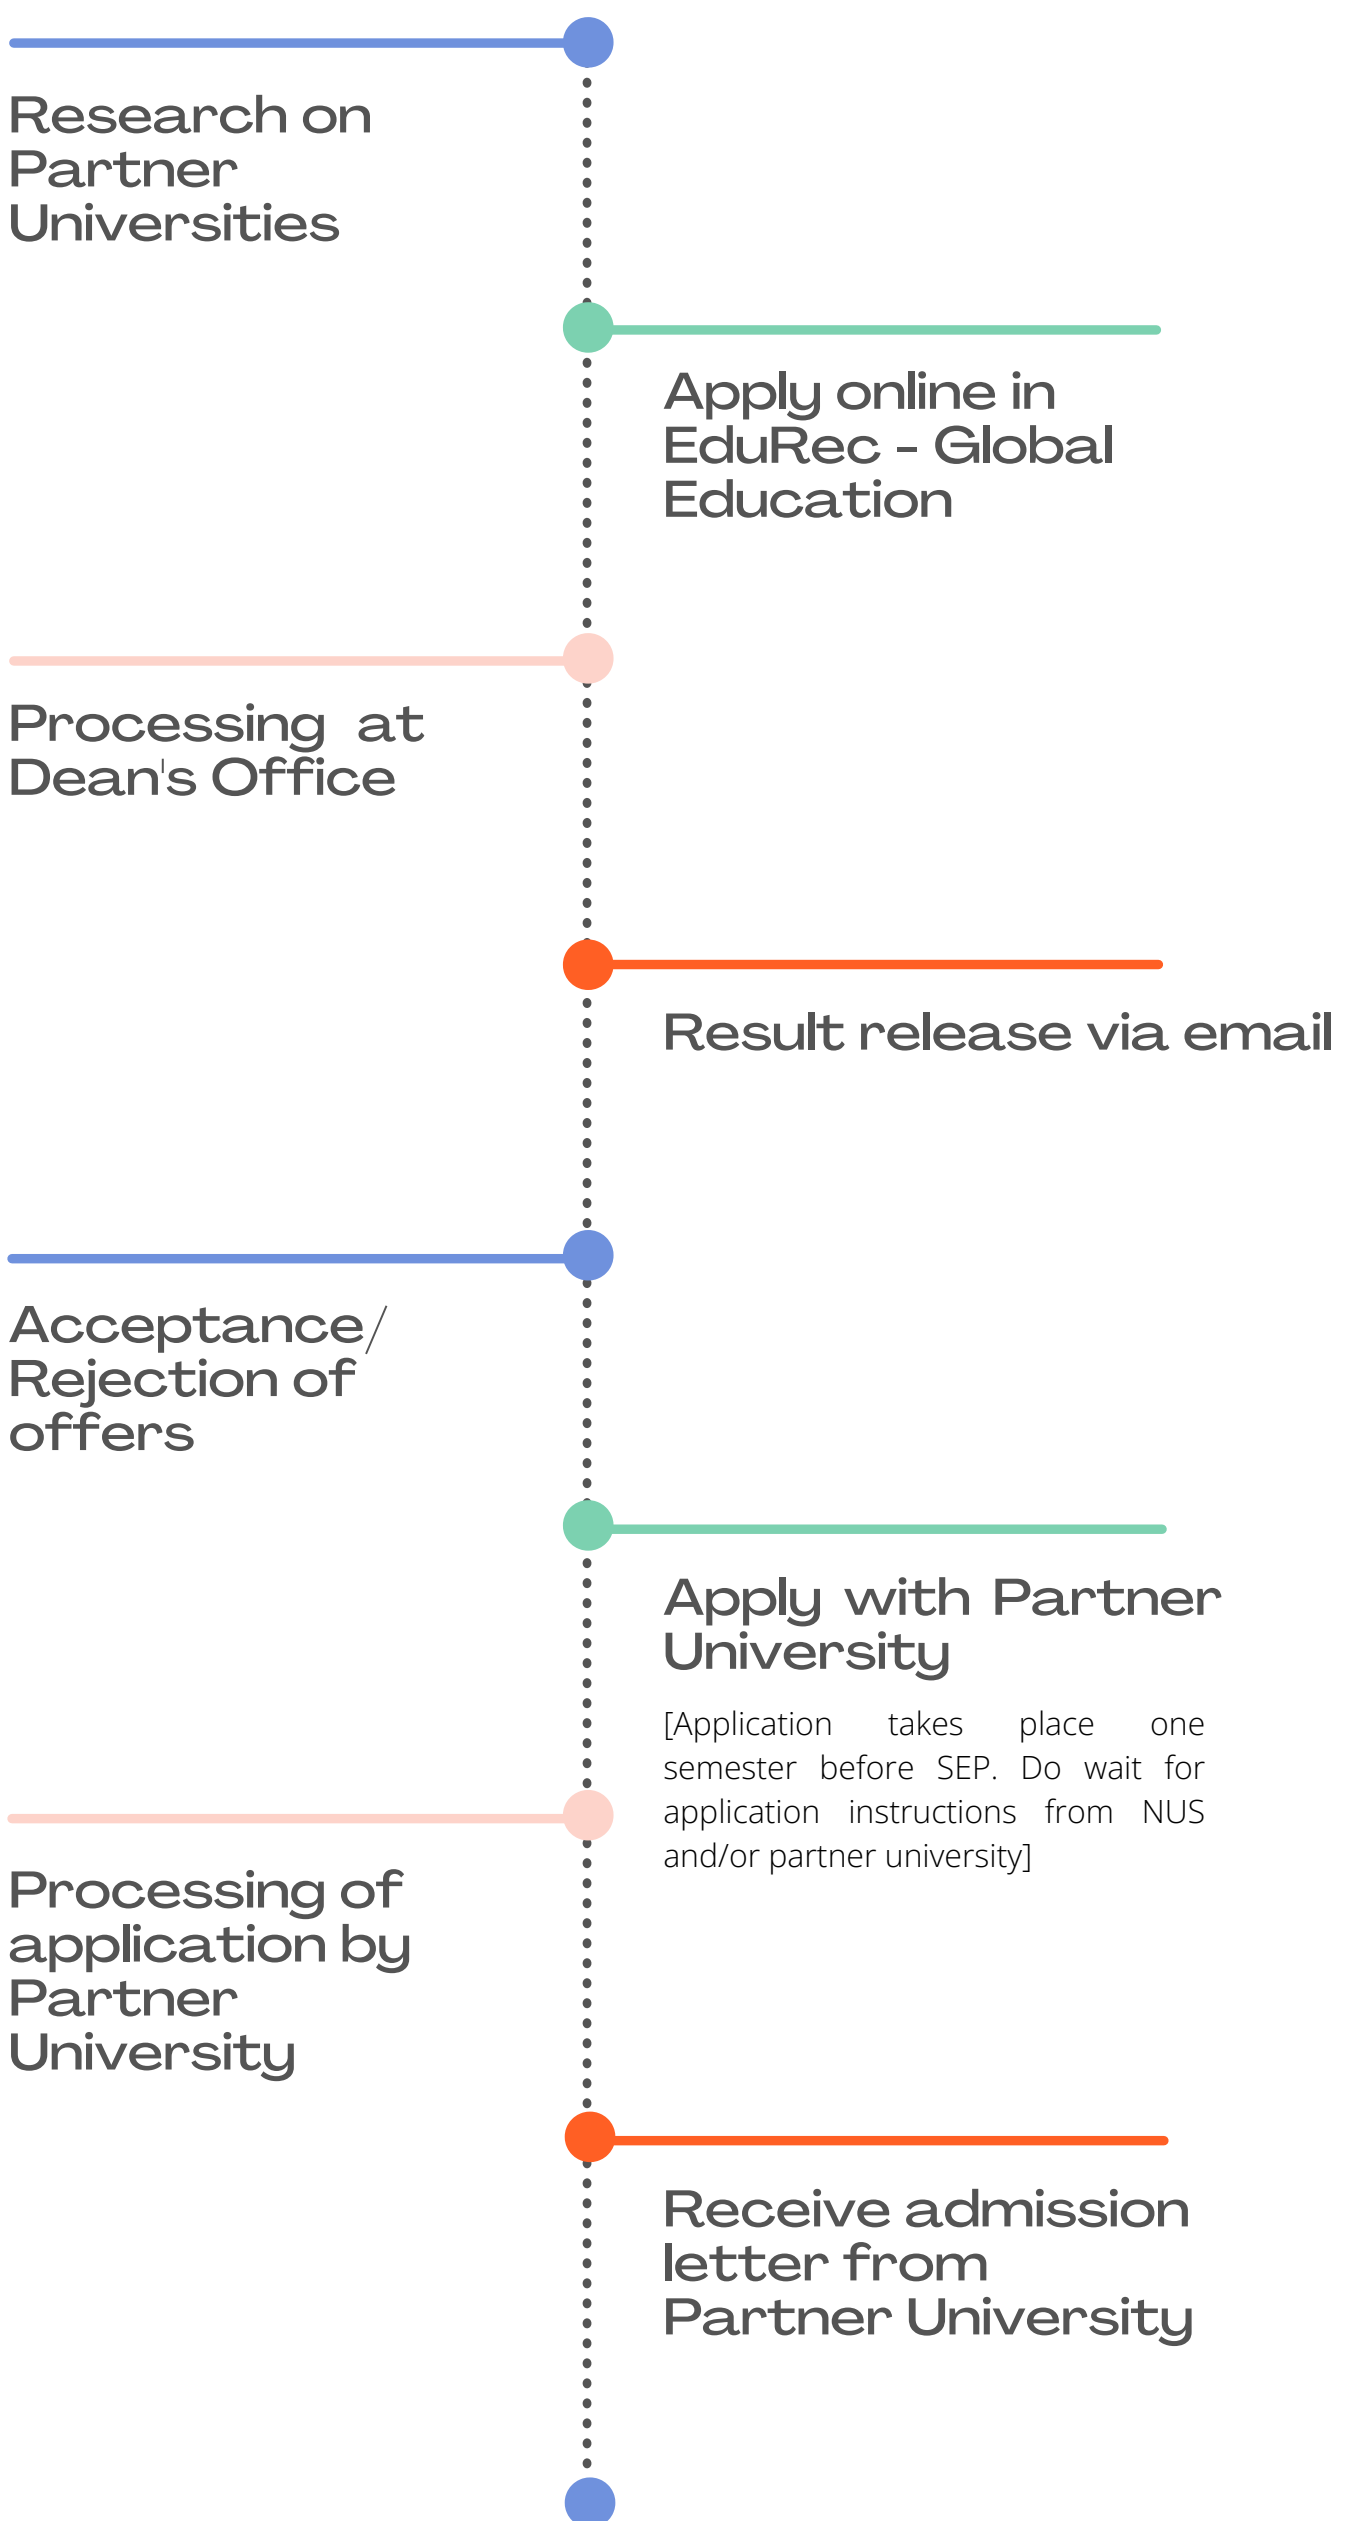 Research on
Partner
Universities
Apply online in
EduRec - Global
Education
Processing at
Dean's Office
Result release via email
Acceptance/
Rejection of
offers
Apply with Partner
University
[Application takes place one
semester before SEP. Do wait for
application instructions from NUS
and/or partner university]
Processing of
application by
Partner
University
Receive admission
letter from
Partner University